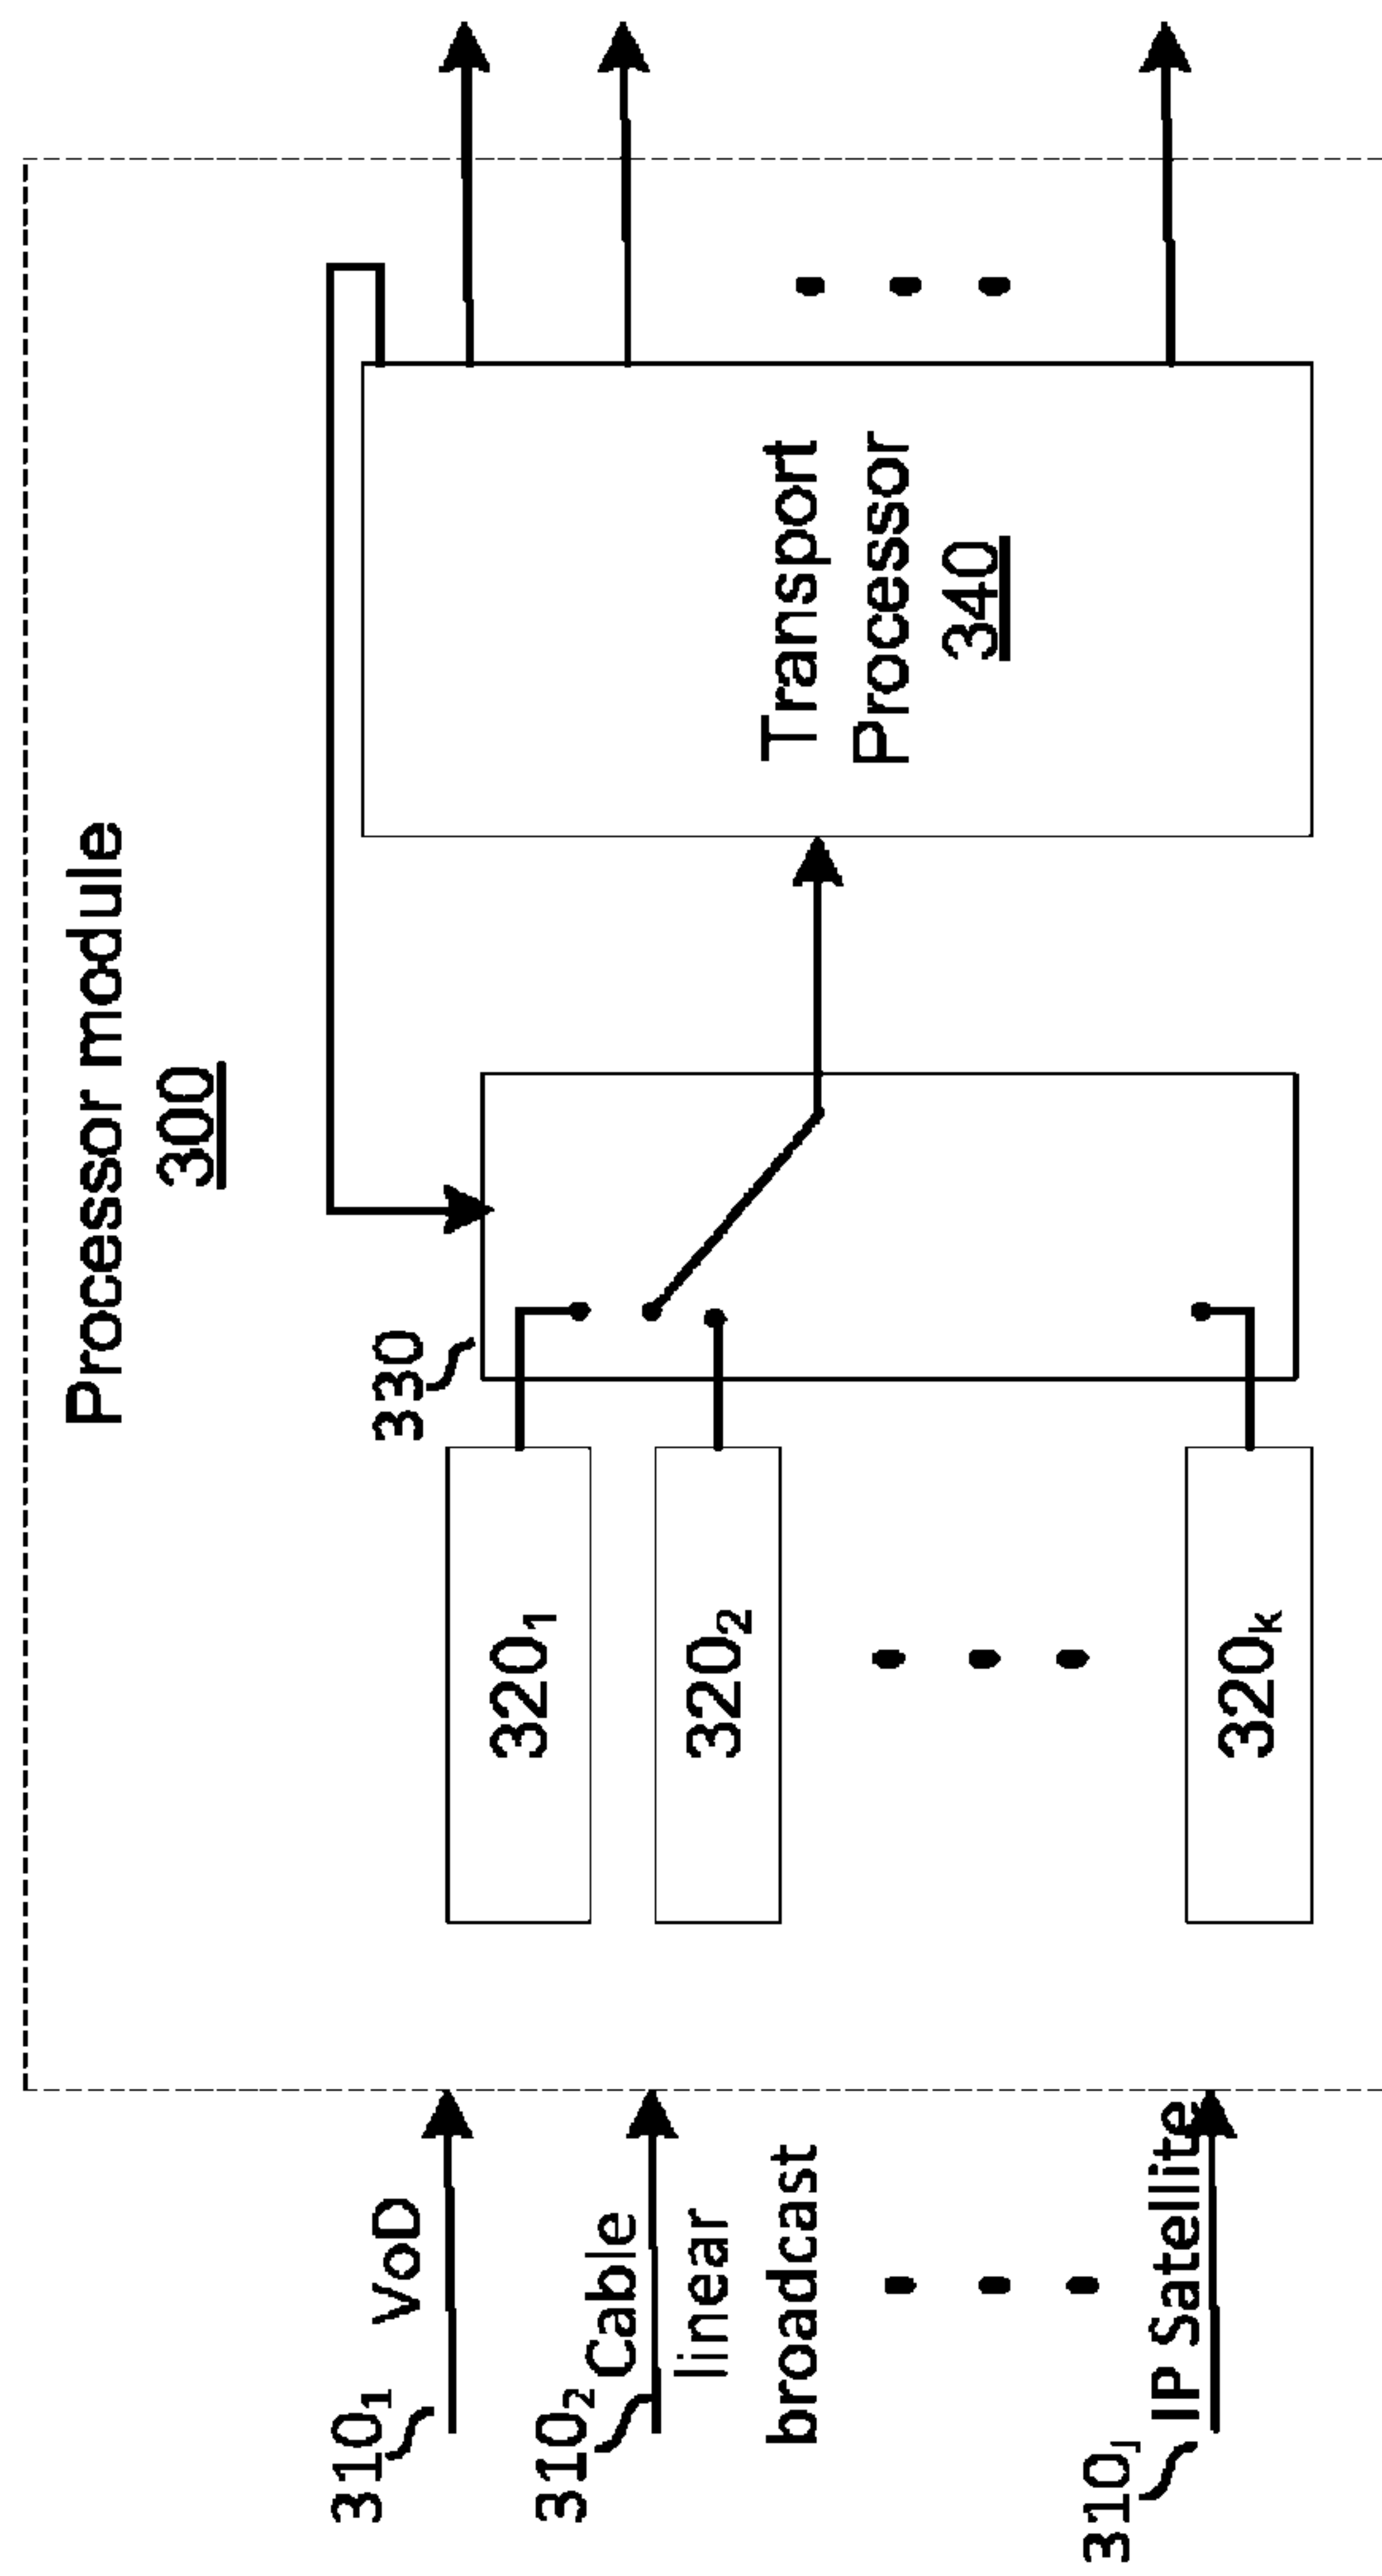 Processor module
300
310₁
VoD
310₂
Cable
linear
broadcast
310ⱼ
IP Satellite
320₁
320₂
320ₖ
330
Transport
Processor
340